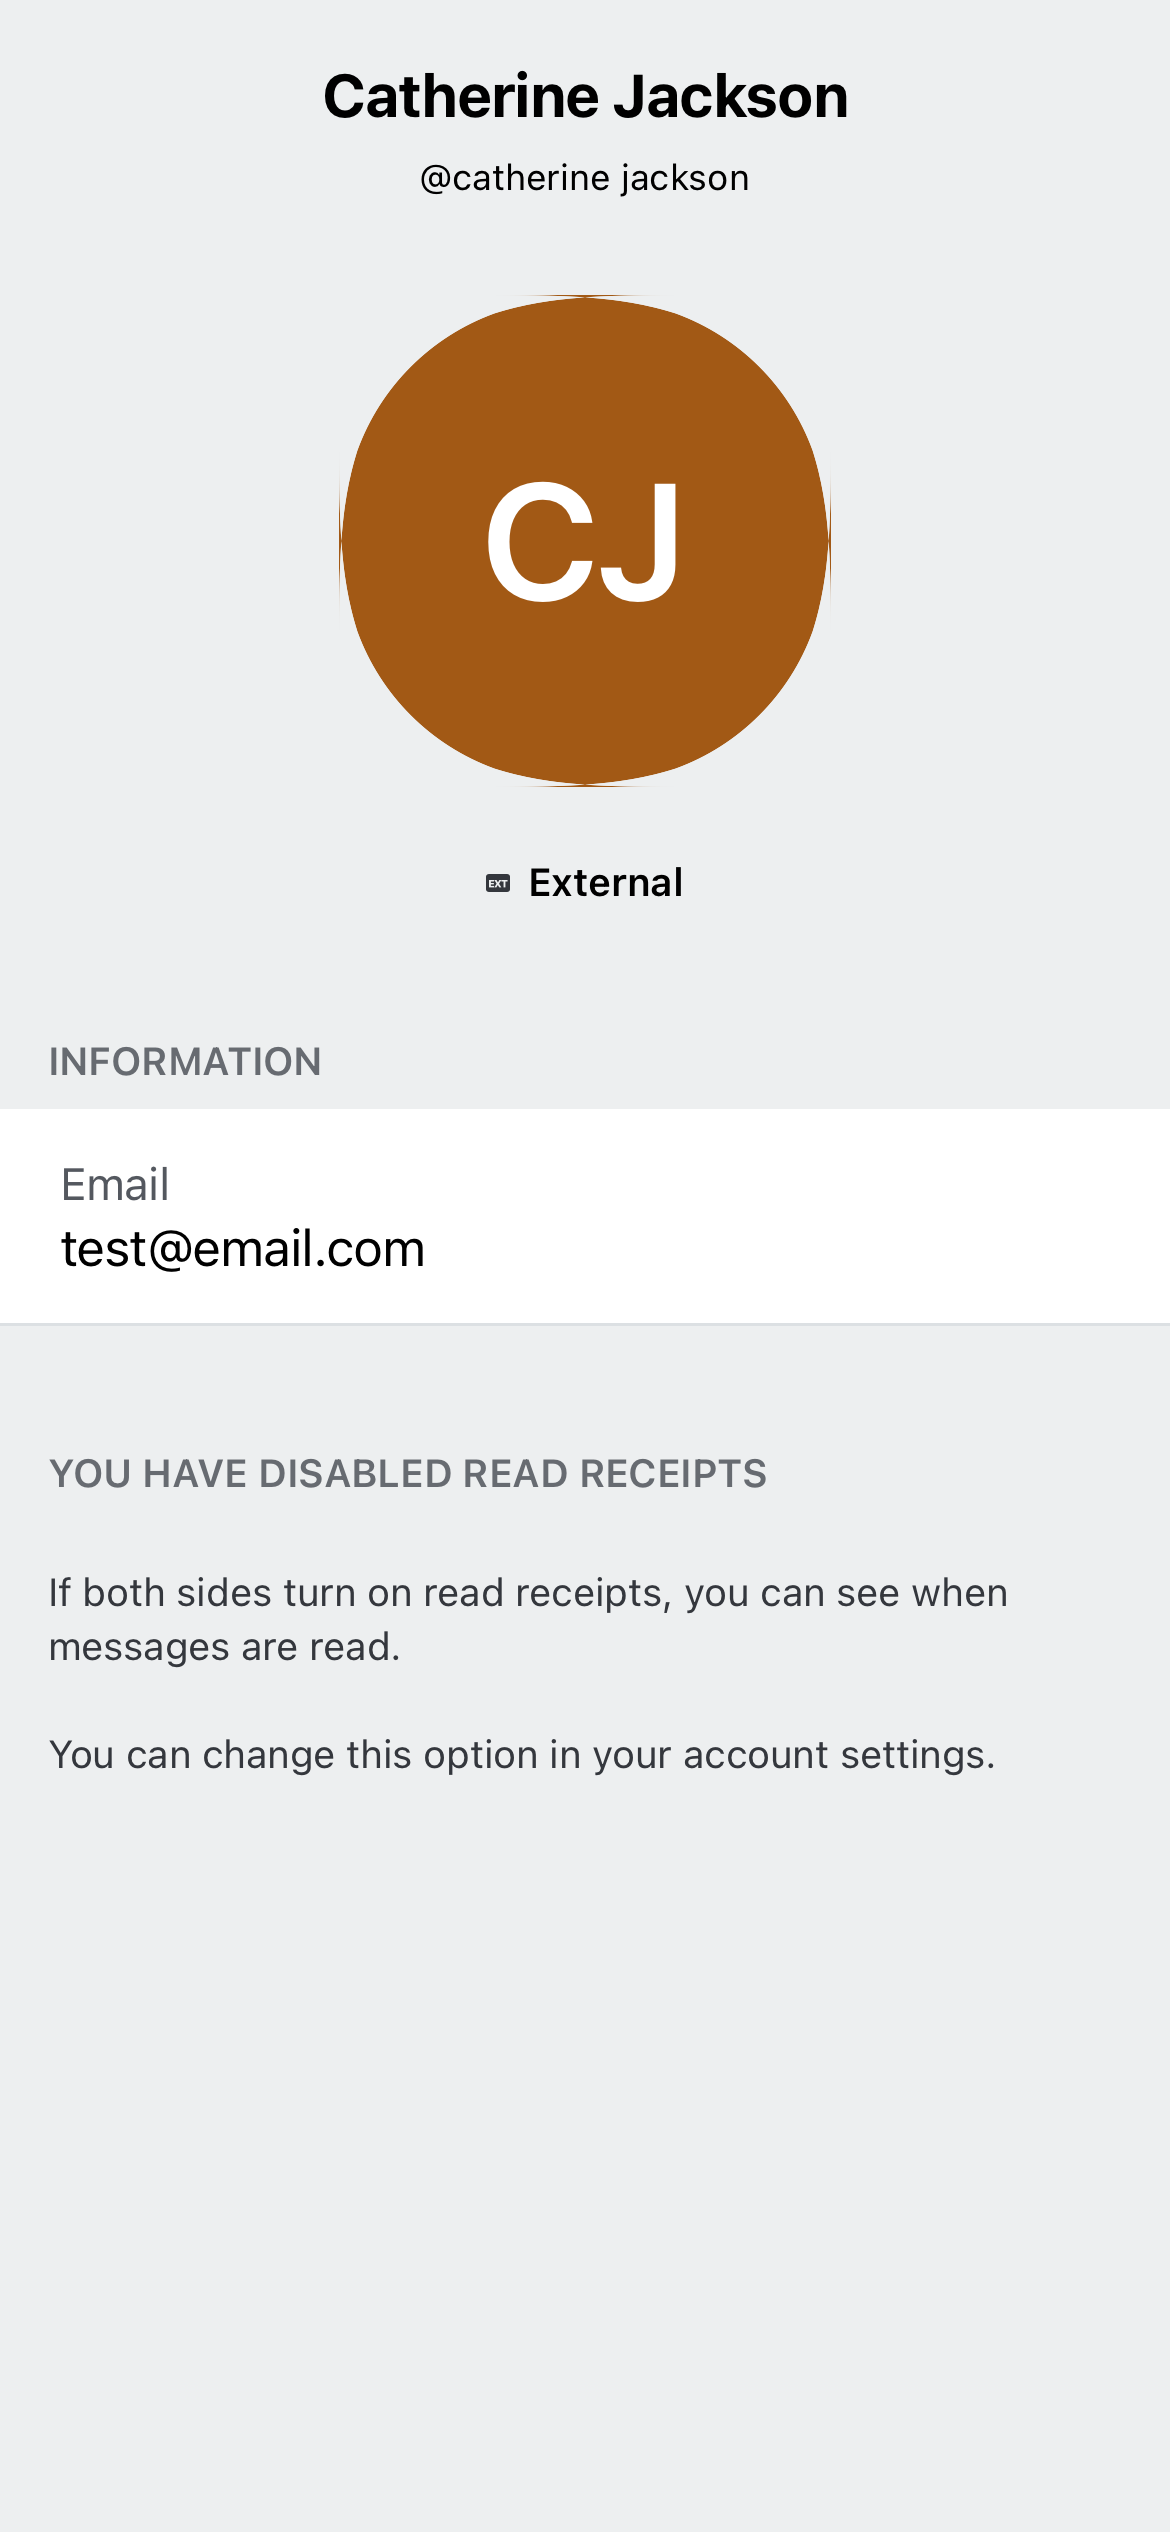 Catherine Jackson
@catherine jackson
CJ
EXT External
INFORMATION
Email
test@email.com
YOU HAVE DISABLED READ RECEIPTS
If both sides turn on read receipts, you can see when
messages are read.
You can change this option in your account settings.